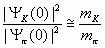 |Ψ_K(0)|² / |Ψ_π(0)|² ≅ m_K / m_π